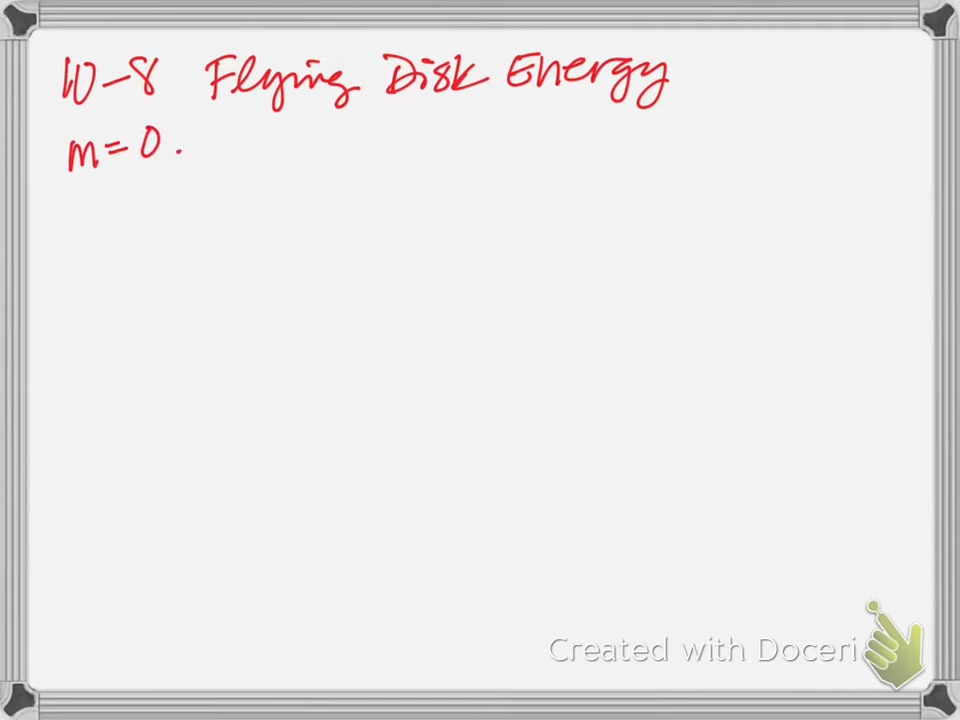 10-8 Flying Disk Energy
m = 0.
Created with Doceri